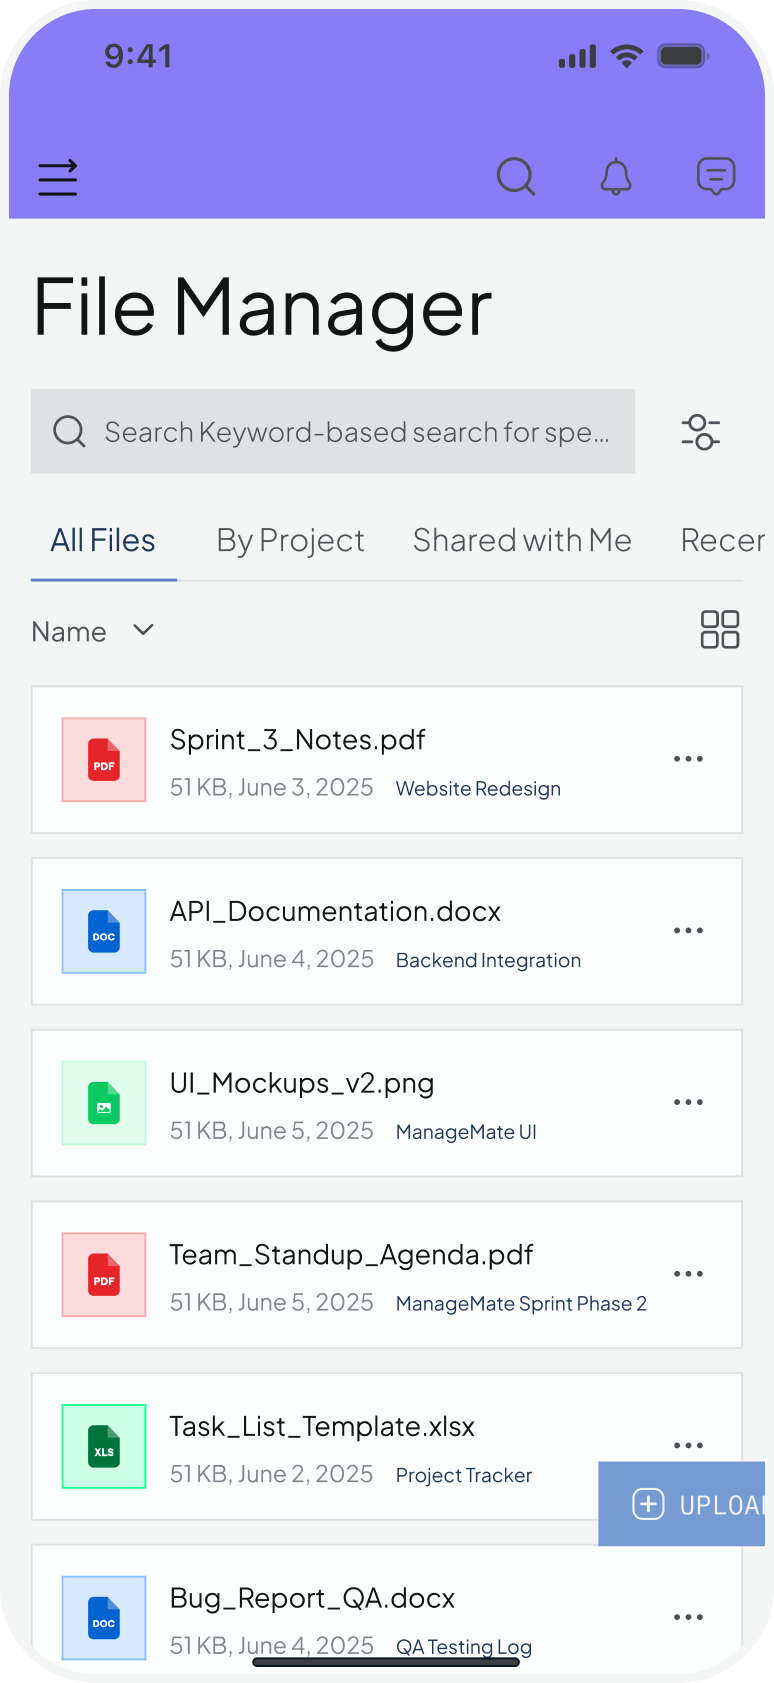 9:41
File Manager
Search Keyword-based search for spe...
All Files By Project Shared with Me Recen
Name
PDF
Sprint_3_Notes.pdf
51 KB, June 3, 2025 Website Redesign
DOC
API_Documentation.docx
51 KB, June 4, 2025 Backend Integration
UI_Mockups_v2.png
51 KB, June 5, 2025 ManageMate UI
PDF
Team_Standup_Agenda.pdf
51 KB, June 5, 2025 ManageMate Sprint Phase 2
XLS
Task_List_Template.xlsx
51 KB, June 2, 2025 Project Tracker
UPLOA
DOC
Bug_Report_QA.docx
51 KB, June 4, 2025 QA Testing Log